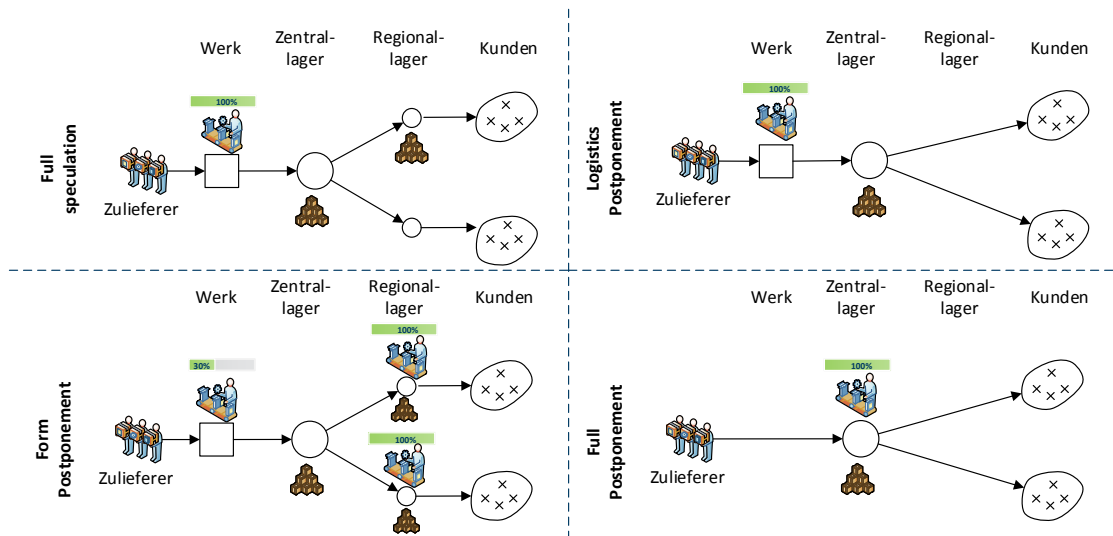 Full
speculation
Werk
Zentral-
lager
Regional-
lager
Kunden
100%
Zulieferer
Logistics
Postponement
Werk
Zentral-
lager
Regional-
lager
Kunden
100%
Zulieferer
Form
Postponement
Werk
Zentral-
lager
Regional-
lager
Kunden
30%
100%
100%
Zulieferer
Full
Postponement
Werk
Zentral-
lager
Regional-
lager
Kunden
100%
Zulieferer